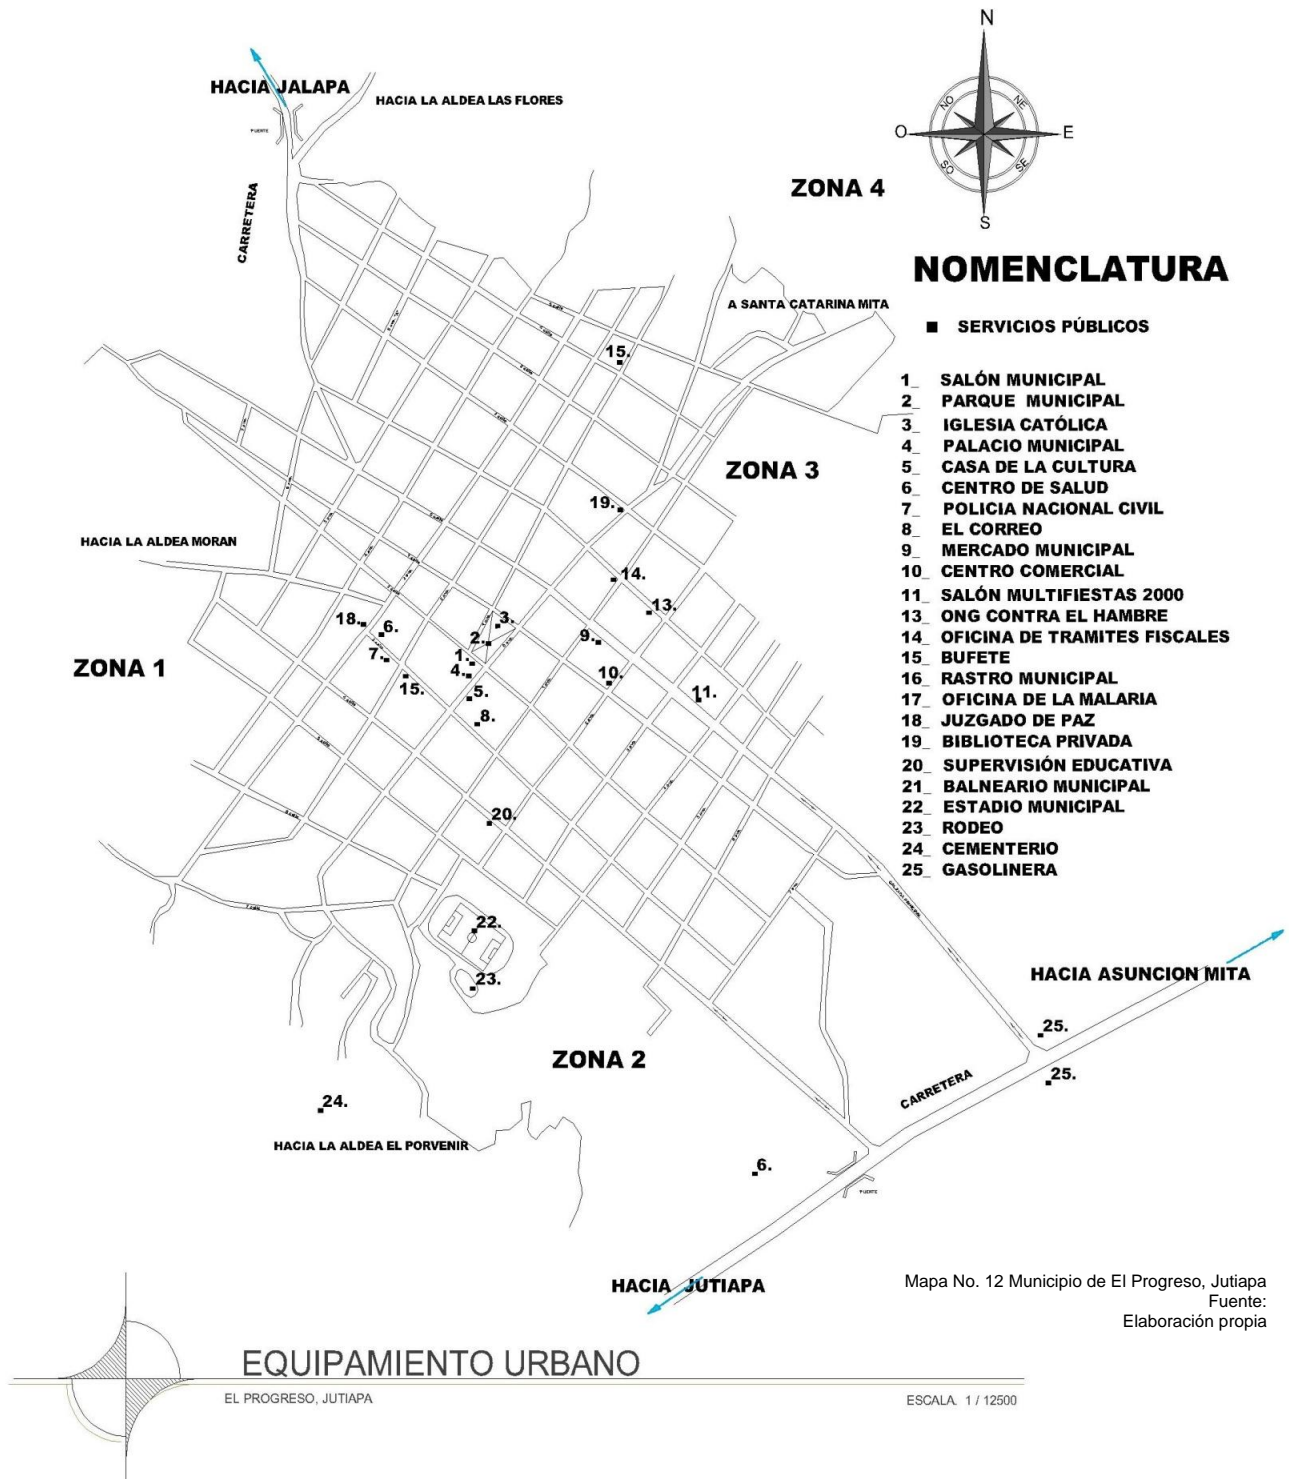 N
HACIA JALAPA
HACIA LA ALDEA LAS FLORES
PUENTE
NO
NE
O
E
SO
SE
S
ZONA 4
CARRETERA
NOMENCLATURA
A SANTA CATARINA MITA
■ SERVICIOS PÚBLICOS
1_ SALÓN MUNICIPAL
2_ PARQUE MUNICIPAL
3_ IGLESIA CATÓLICA
4_ PALACIO MUNICIPAL
5_ CASA DE LA CULTURA
6_ CENTRO DE SALUD
7_ POLICIA NACIONAL CIVIL
8_ EL CORREO
9_ MERCADO MUNICIPAL
10_ CENTRO COMERCIAL
11_ SALÓN MULTIFIESTAS 2000
13_ ONG CONTRA EL HAMBRE
14_ OFICINA DE TRAMITES FISCALES
15_ BUFETE
16_ RASTRO MUNICIPAL
17_ OFICINA DE LA MALARIA
18_ JUZGADO DE PAZ
19_ BIBLIOTECA PRIVADA
20_ SUPERVISIÓN EDUCATIVA
21_ BALNEARIO MUNICIPAL
22_ ESTADIO MUNICIPAL
23_ RODEO
24_ CEMENTERIO
25_ GASOLINERA
15.
ZONA 3
19.
HACIA LA ALDEA MORAN
14.
13.
18.
6.
3.
2.
9.
7.
1.
4.
ZONA 1
15.
5.
10.
11.
8.
20.
22.
23.
HACIA ASUNCION MITA
25.
ZONA 2
25.
CARRETERA
24.
HACIA LA ALDEA EL PORVENIR
6.
PUENTE
HACIA JUTIAPA
Mapa No. 12 Municipio de El Progreso, Jutiapa
Fuente:
Elaboración propia
EQUIPAMIENTO URBANO
EL PROGRESO, JUTIAPA
ESCALA. 1 / 12500